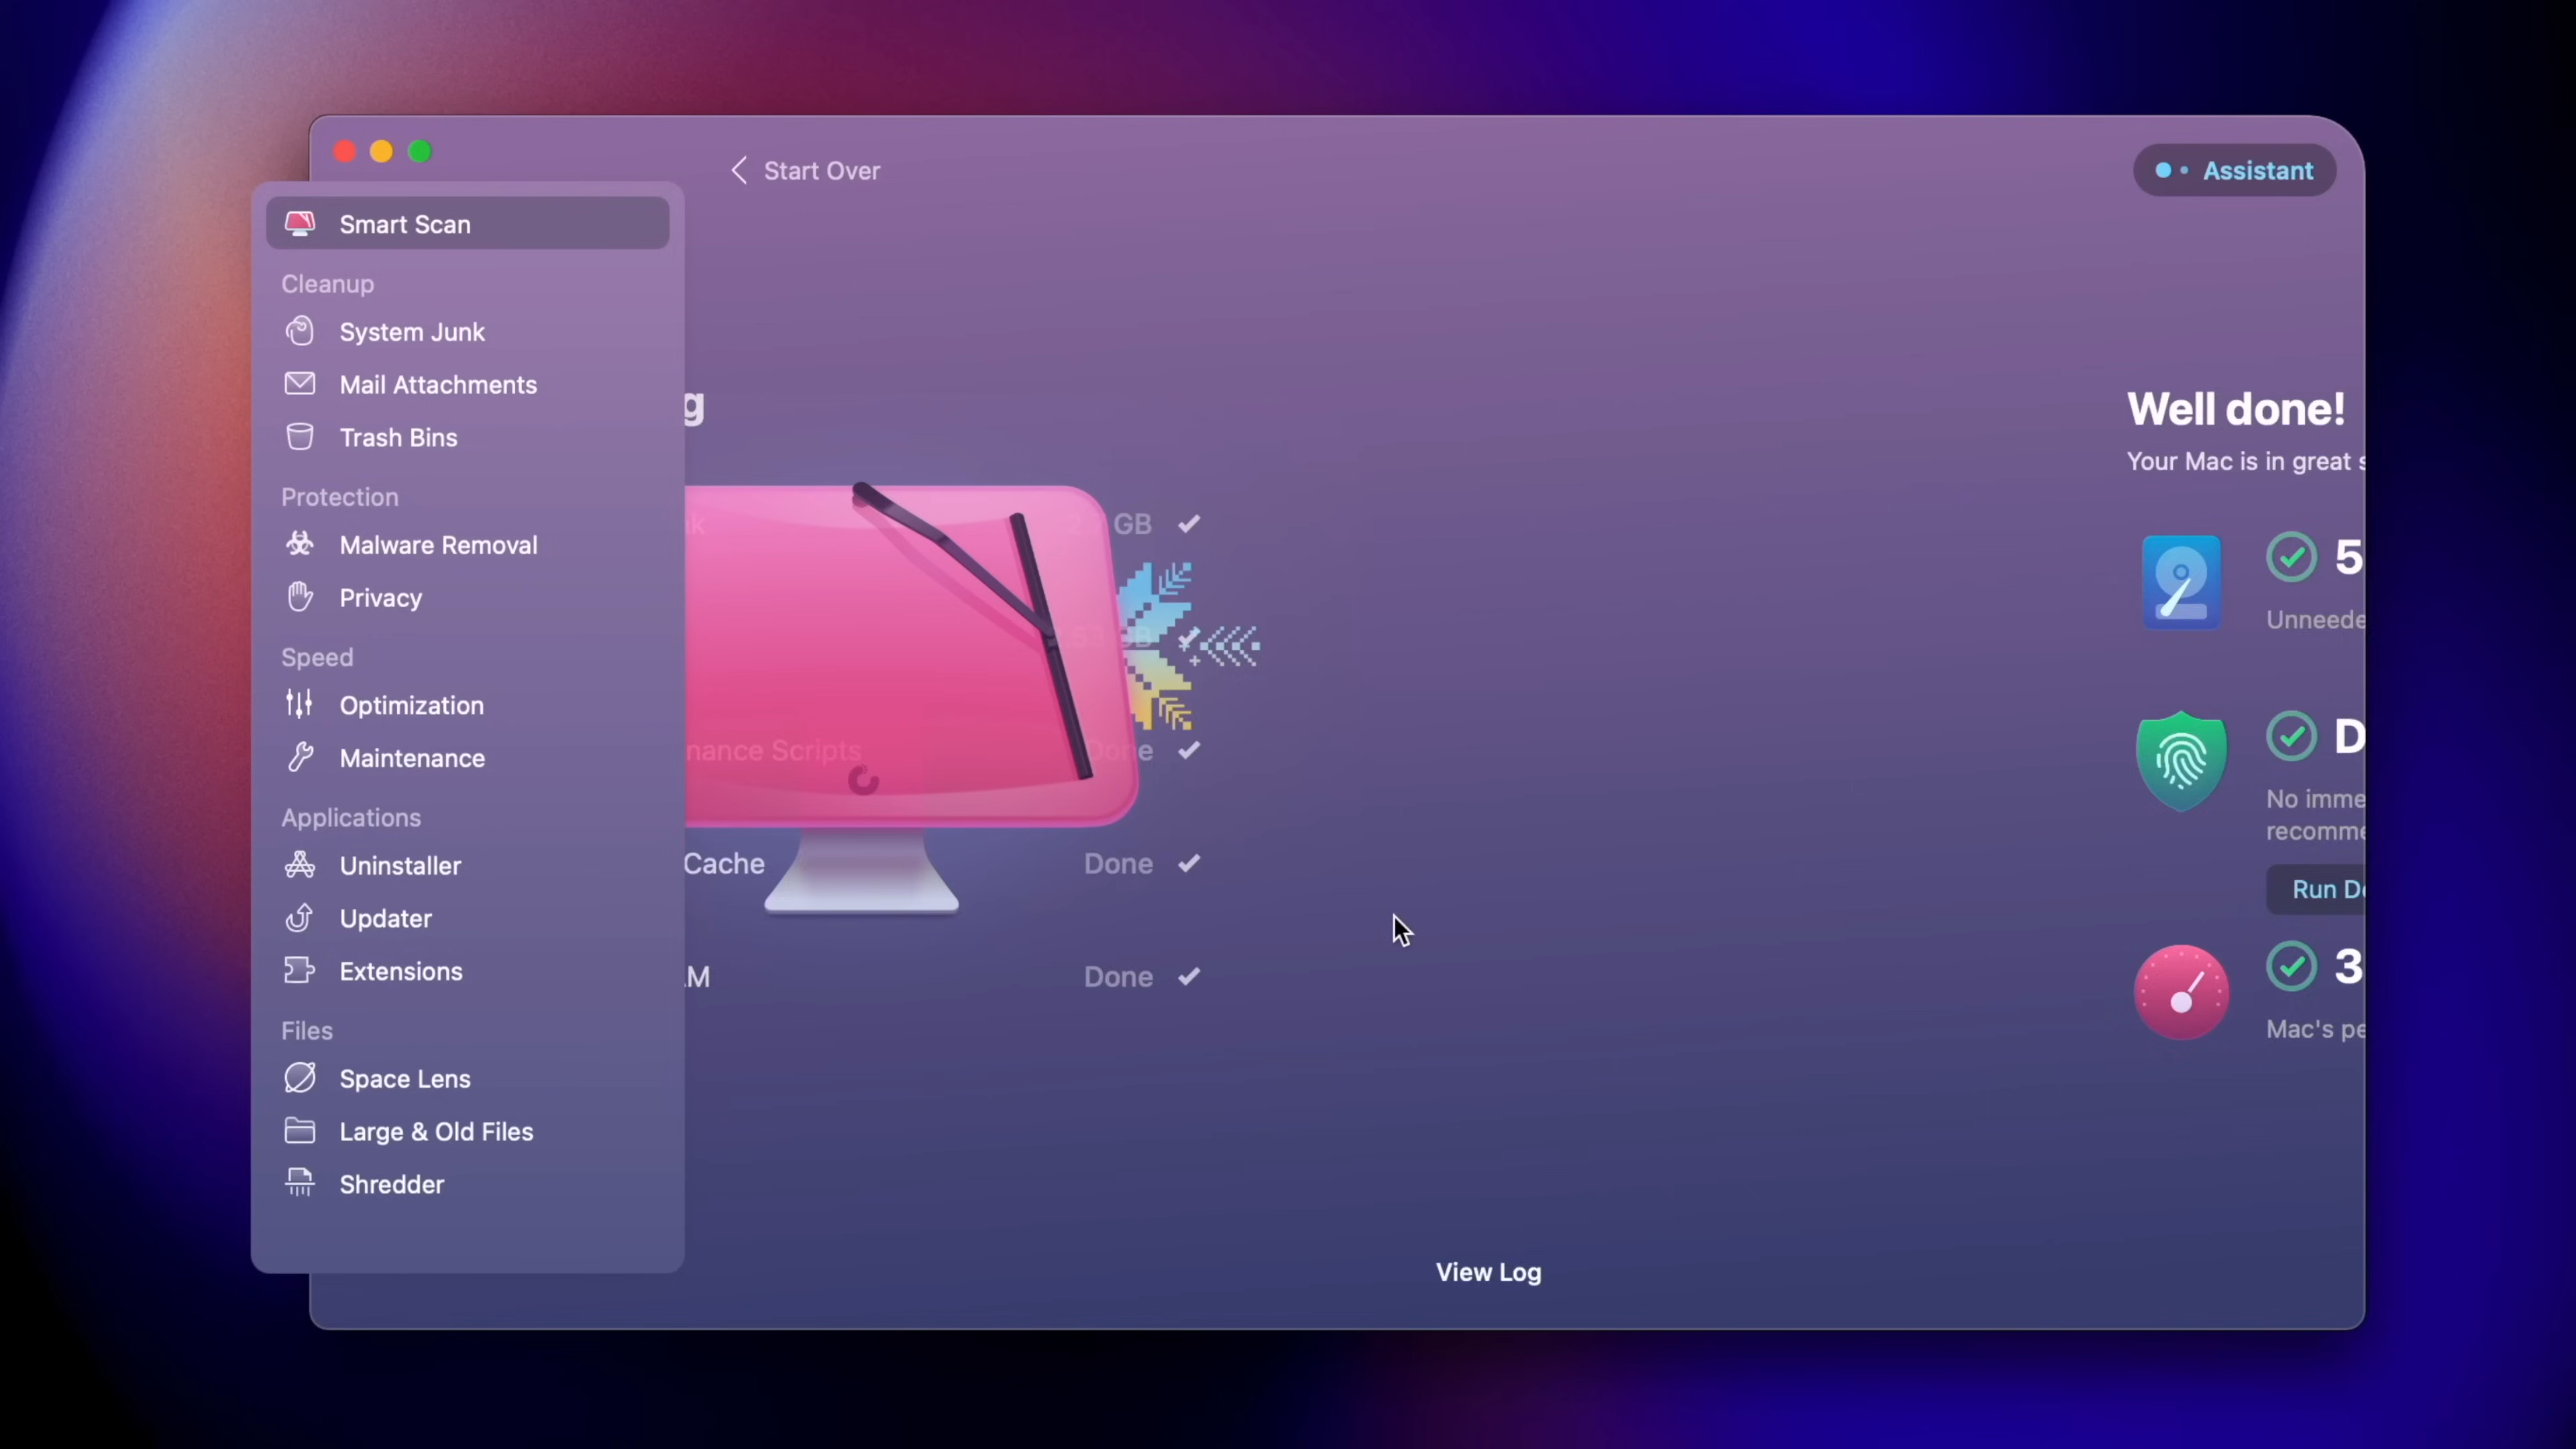 Start Over
Assistant
Smart Scan
Cleanup
System Junk
Mail Attachments
Trash Bins
Protection
Malware Removal
Privacy
Speed
Optimization
Maintenance
Applications
Uninstaller
Updater
Extensions
Files
Space Lens
Large & Old Files
Shredder
g
GB
nance Scripts Done
Cache Done
Done
View Log
Well done!
Your Mac is in great s
5
Unneede
D
No imme
recomme
Run De
3
Mac's pe